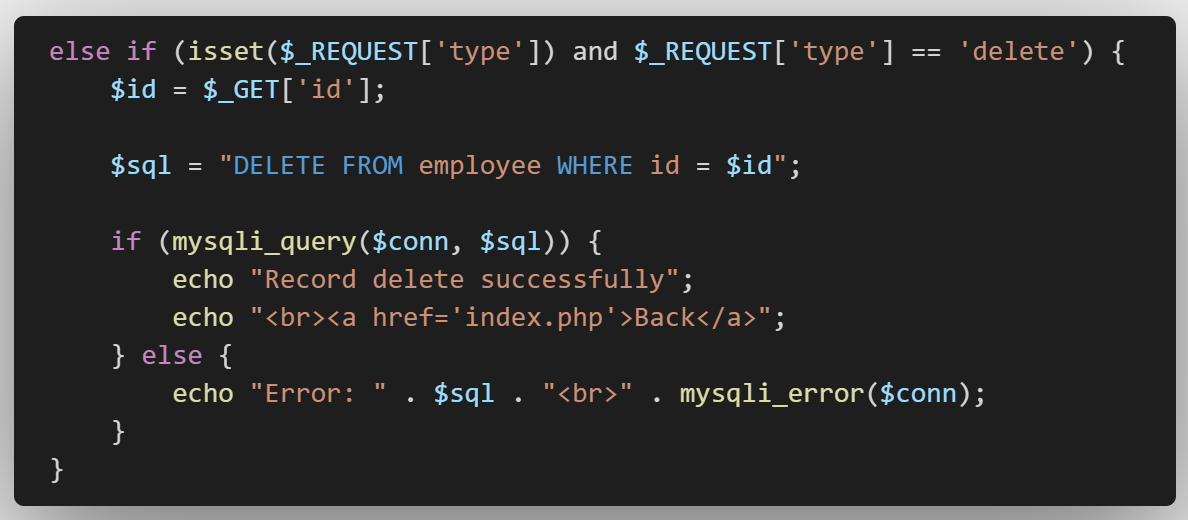 else if (isset($_REQUEST['type']) and $_REQUEST['type'] == 'delete') {
    $id = $_GET['id'];
    $sql = "DELETE FROM employee WHERE id = $id";
    if (mysqli_query($conn, $sql)) {
        echo "Record delete successfully";
        echo "<br><a href='index.php'>Back</a>";
    } else {
        echo "Error: " . $sql . "<br>" . mysqli_error($conn);
    }
}